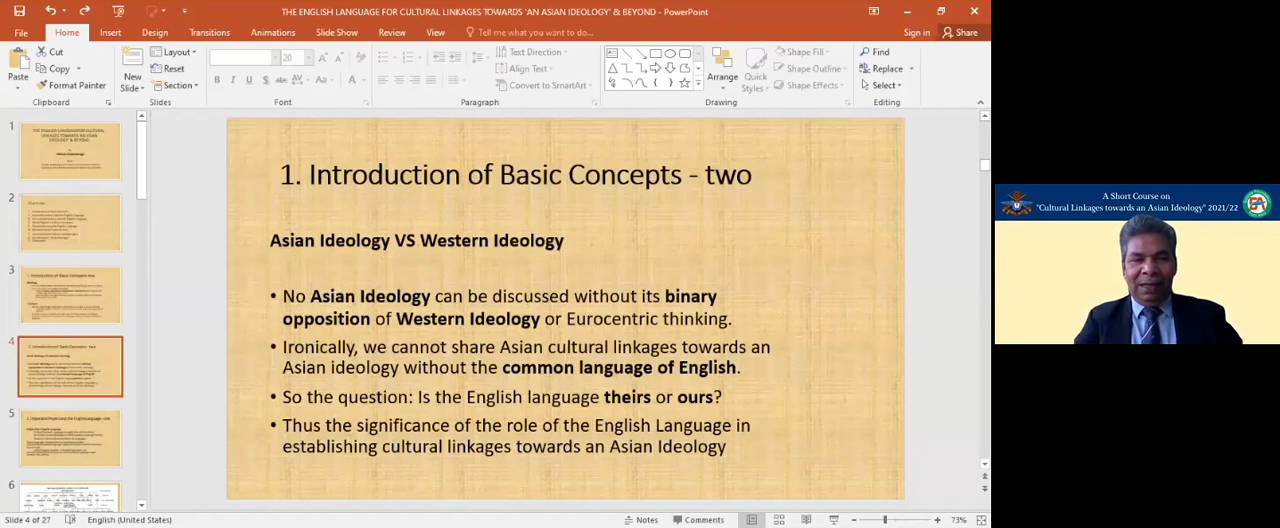 THE ENGLISH LANGUAGE FOR CULTURAL LINKAGES TOWARDS 'AN ASIAN IDEOLOGY' & BEYOND - PowerPoint
File
Home
Insert
Design
Transitions
Animations
Slide Show
Review
View
Tell me what you want to do...
Sign in
Share
Paste
Cut
Copy
Format Painter
Clipboard
New
Slide
Layout
Reset
Section
Slides
20
Font
Text Direction
Align Text
Convert to SmartArt
Paragraph
Arrange
Quick
Styles
Shape Fill
Shape Outline
Shape Effects
Drawing
Find
Replace
Select
Editing
1
2
3
4
5
6
1. Introduction of Basic Concepts - two
Asian Ideology VS Western Ideology
• No Asian Ideology can be discussed without its binary
opposition of Western Ideology or Eurocentric thinking.
• Ironically, we cannot share Asian cultural linkages towards an
Asian ideology without the common language of English.
• So the question: Is the English language theirs or ours?
• Thus the significance of the role of the English Language in
establishing cultural linkages towards an Asian Ideology
A Short Course on
"Cultural Linkages towards an Asian Ideology" 2021/22
Slide 4 of 27
English (United States)
Notes
Comments
73%